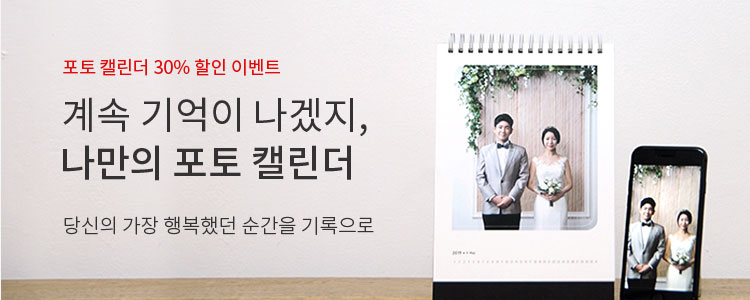 포토 캘린더 30% 할인 이벤트
계속 기억이 나겠지,
나만의 포토 캘린더
당신의 가장 행복했던 순간을 기록으로